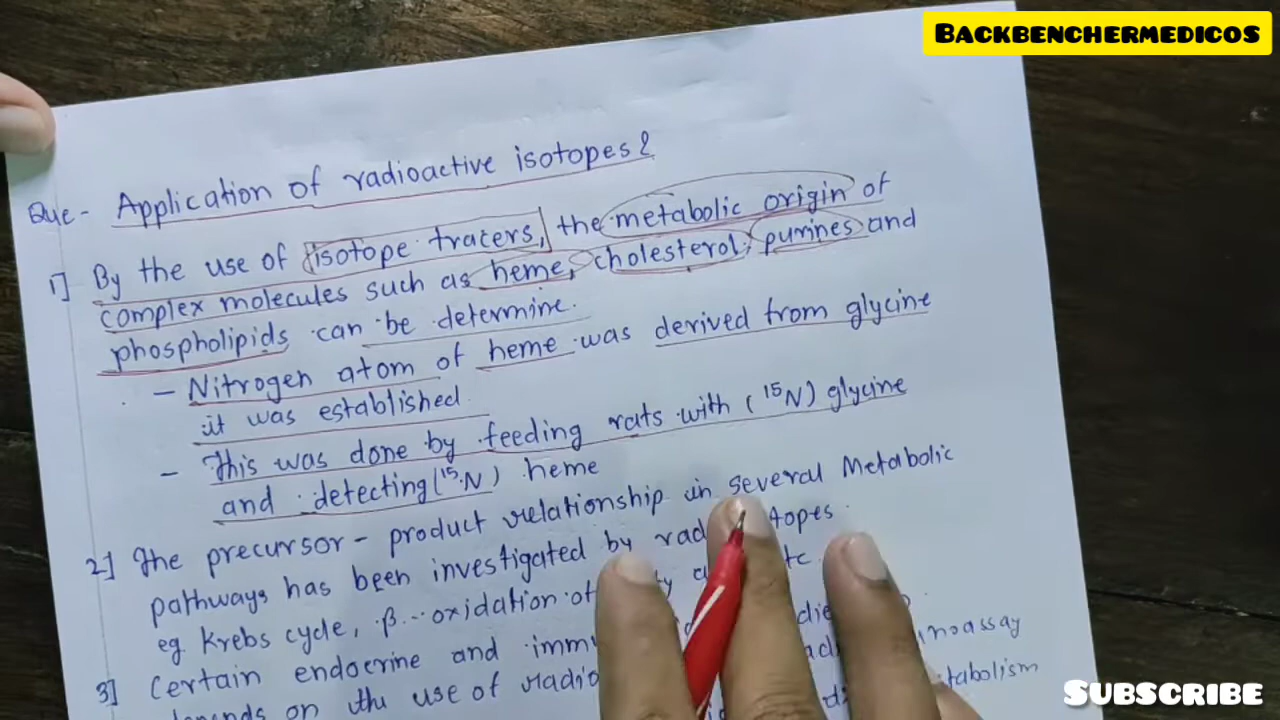 BACKBENCHERMEDICOS
Que - Application of radioactive isotopes?
1] By the use of isotope tracers, the metabolic origin of
complex molecules such as heme, cholesterol, purines and
phospholipids can be determine.
- Nitrogen atom of heme was derived from glycine
it was established.
- This was done by feeding rats with (15N) glycine
and detecting (15N) heme
2] The precursor - product relationship in several Metabolic
pathways has been investigated by
eg Krebs cycle, β-oxidation of
3] Certain endocrine and
on the use of
SUBSCRIBE